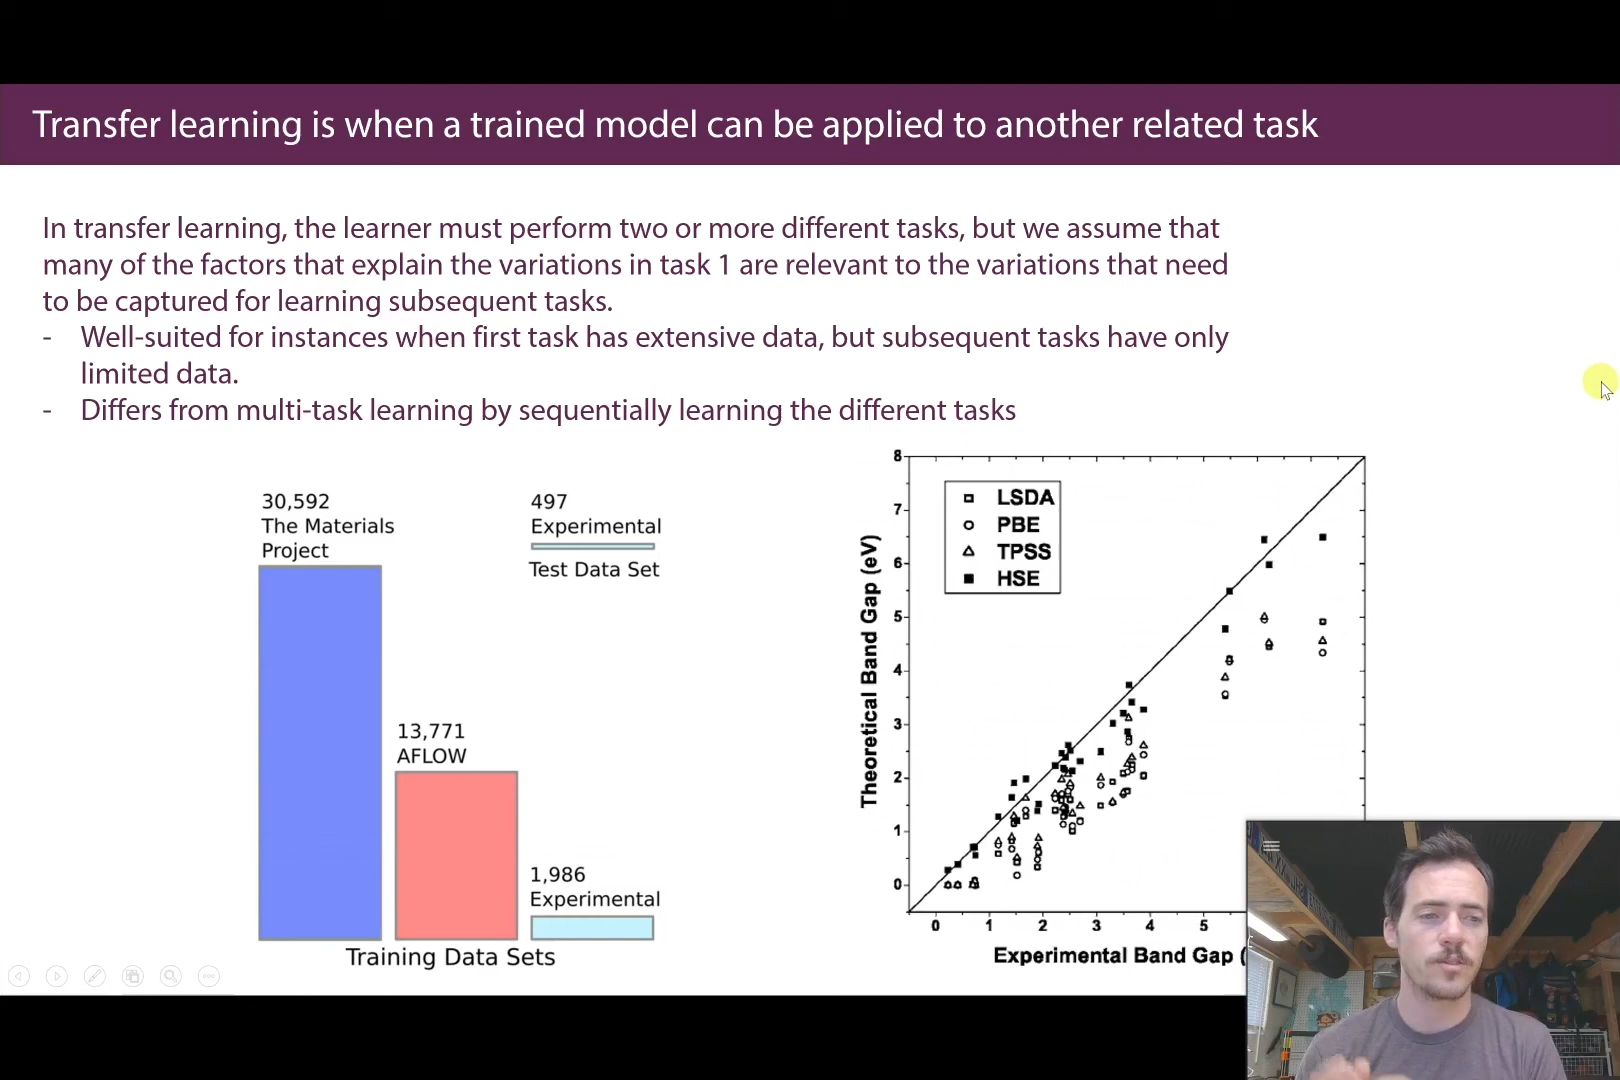 Transfer learning is when a trained model can be applied to another related task
In transfer learning, the learner must perform two or more different tasks, but we assume that
many of the factors that explain the variations in task 1 are relevant to the variations that need
to be captured for learning subsequent tasks.
- Well-suited for instances when first task has extensive data, but subsequent tasks have only
limited data.
- Differs from multi-task learning by sequentially learning the different tasks
30,592
The Materials
Project
497
Experimental
Test Data Set
13,771
AFLOW
1,986
Experimental
Training Data Sets
8
7
6
5
4
3
2
1
0
Theoretical Band Gap (eV)
LSDA
PBE
TPSS
HSE
0 1 2 3 4 5
Experimental Band Gap (